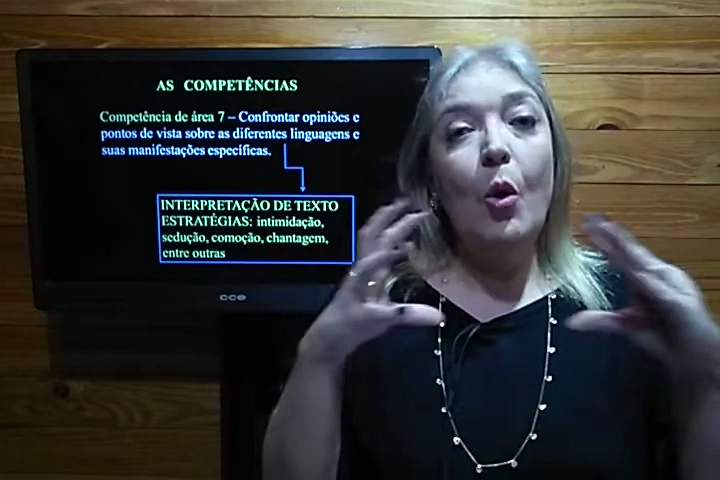 AS COMPETÊNCIAS
Competência de área 7 – Confrontar opiniões e
pontos de vista sobre as diferentes linguagens e
suas manifestações específicas.
INTERPRETAÇÃO DE TEXTO
ESTRATÉGIAS: intimidação,
sedução, comoção, chantagem,
entre outras
cce